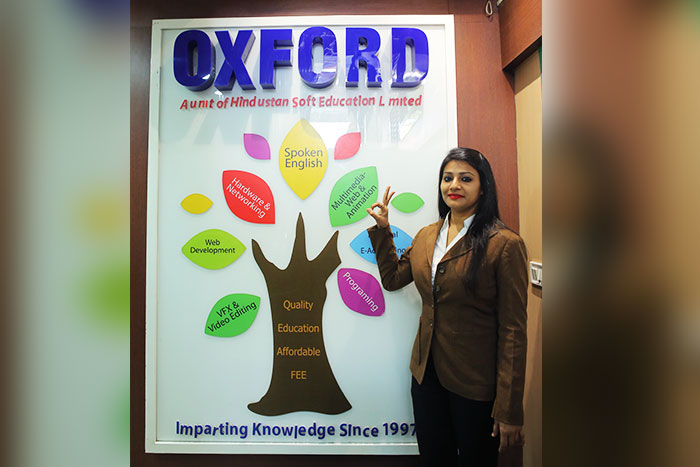 OXFORD
A unit of Hindustan Soft Education Limited
Spoken
English
Hardware &
Networking
Multimedia-
Web &
Animation
Web
Development
E-A
Programing
VFX &
Video Editing
Quality
Education
Affordable
FEE
Imparting Knowledge Since 1997